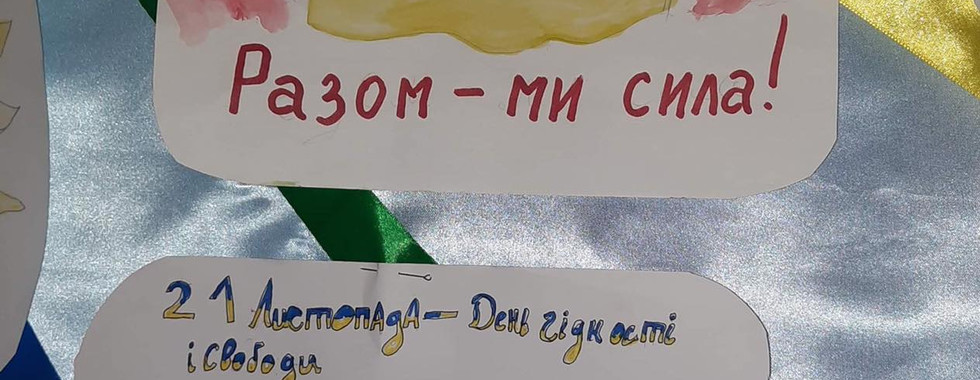 Разом - ми сила!
21 Листопада - День гідності
і Свободи